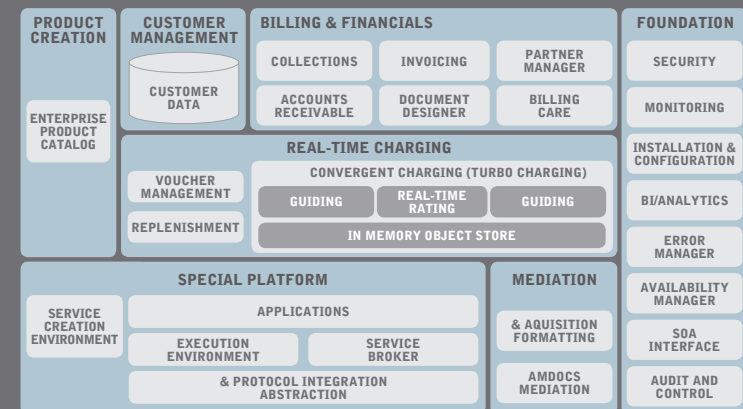 PRODUCT
CREATION
ENTERPRISE
PRODUCT
CATALOG
CUSTOMER
MANAGEMENT
CUSTOMER
DATA
BILLING & FINANCIALS
COLLECTIONS
INVOICING
PARTNER
MANAGER
ACCOUNTS
RECEIVABLE
DOCUMENT
DESIGNER
BILLING
CARE
REAL-TIME CHARGING
VOUCHER
MANAGEMENT
REPLENISHMENT
CONVERGENT CHARGING (TURBO CHARGING)
GUIDING
REAL-TIME
RATING
GUIDING
IN MEMORY OBJECT STORE
SPECIAL PLATFORM
SERVICE
CREATION
ENVIRONMENT
APPLICATIONS
EXECUTION
ENVIRONMENT
SERVICE
BROKER
& PROTOCOL INTEGRATION
ABSTRACTION
MEDIATION
& AQUISITION
FORMATTING
AMDOCS
MEDIATION
FOUNDATION
SECURITY
MONITORING
INSTALLATION &
CONFIGURATION
BI/ANALYTICS
ERROR
MANAGER
AVAILABILITY
MANAGER
SOA
INTERFACE
AUDIT AND
CONTROL